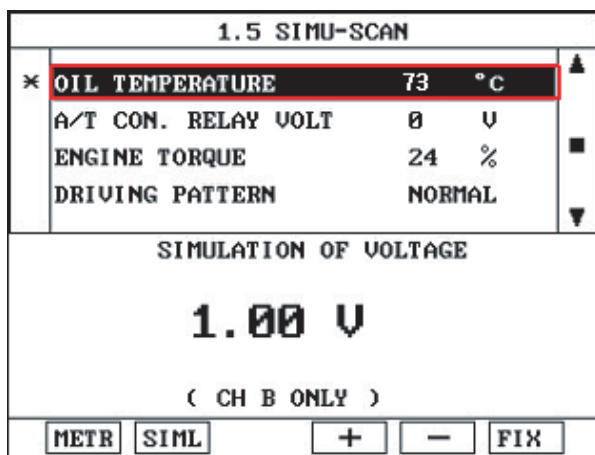 1.5 SIMU-SCAN
* OIL TEMPERATURE 73 °C
A/T CON. RELAY VOLT 0 V
ENGINE TORQUE 24 %
DRIVING PATTERN NORMAL
SIMULATION OF VOLTAGE
1.00 V
( CH B ONLY )
METR SIML + - FIX